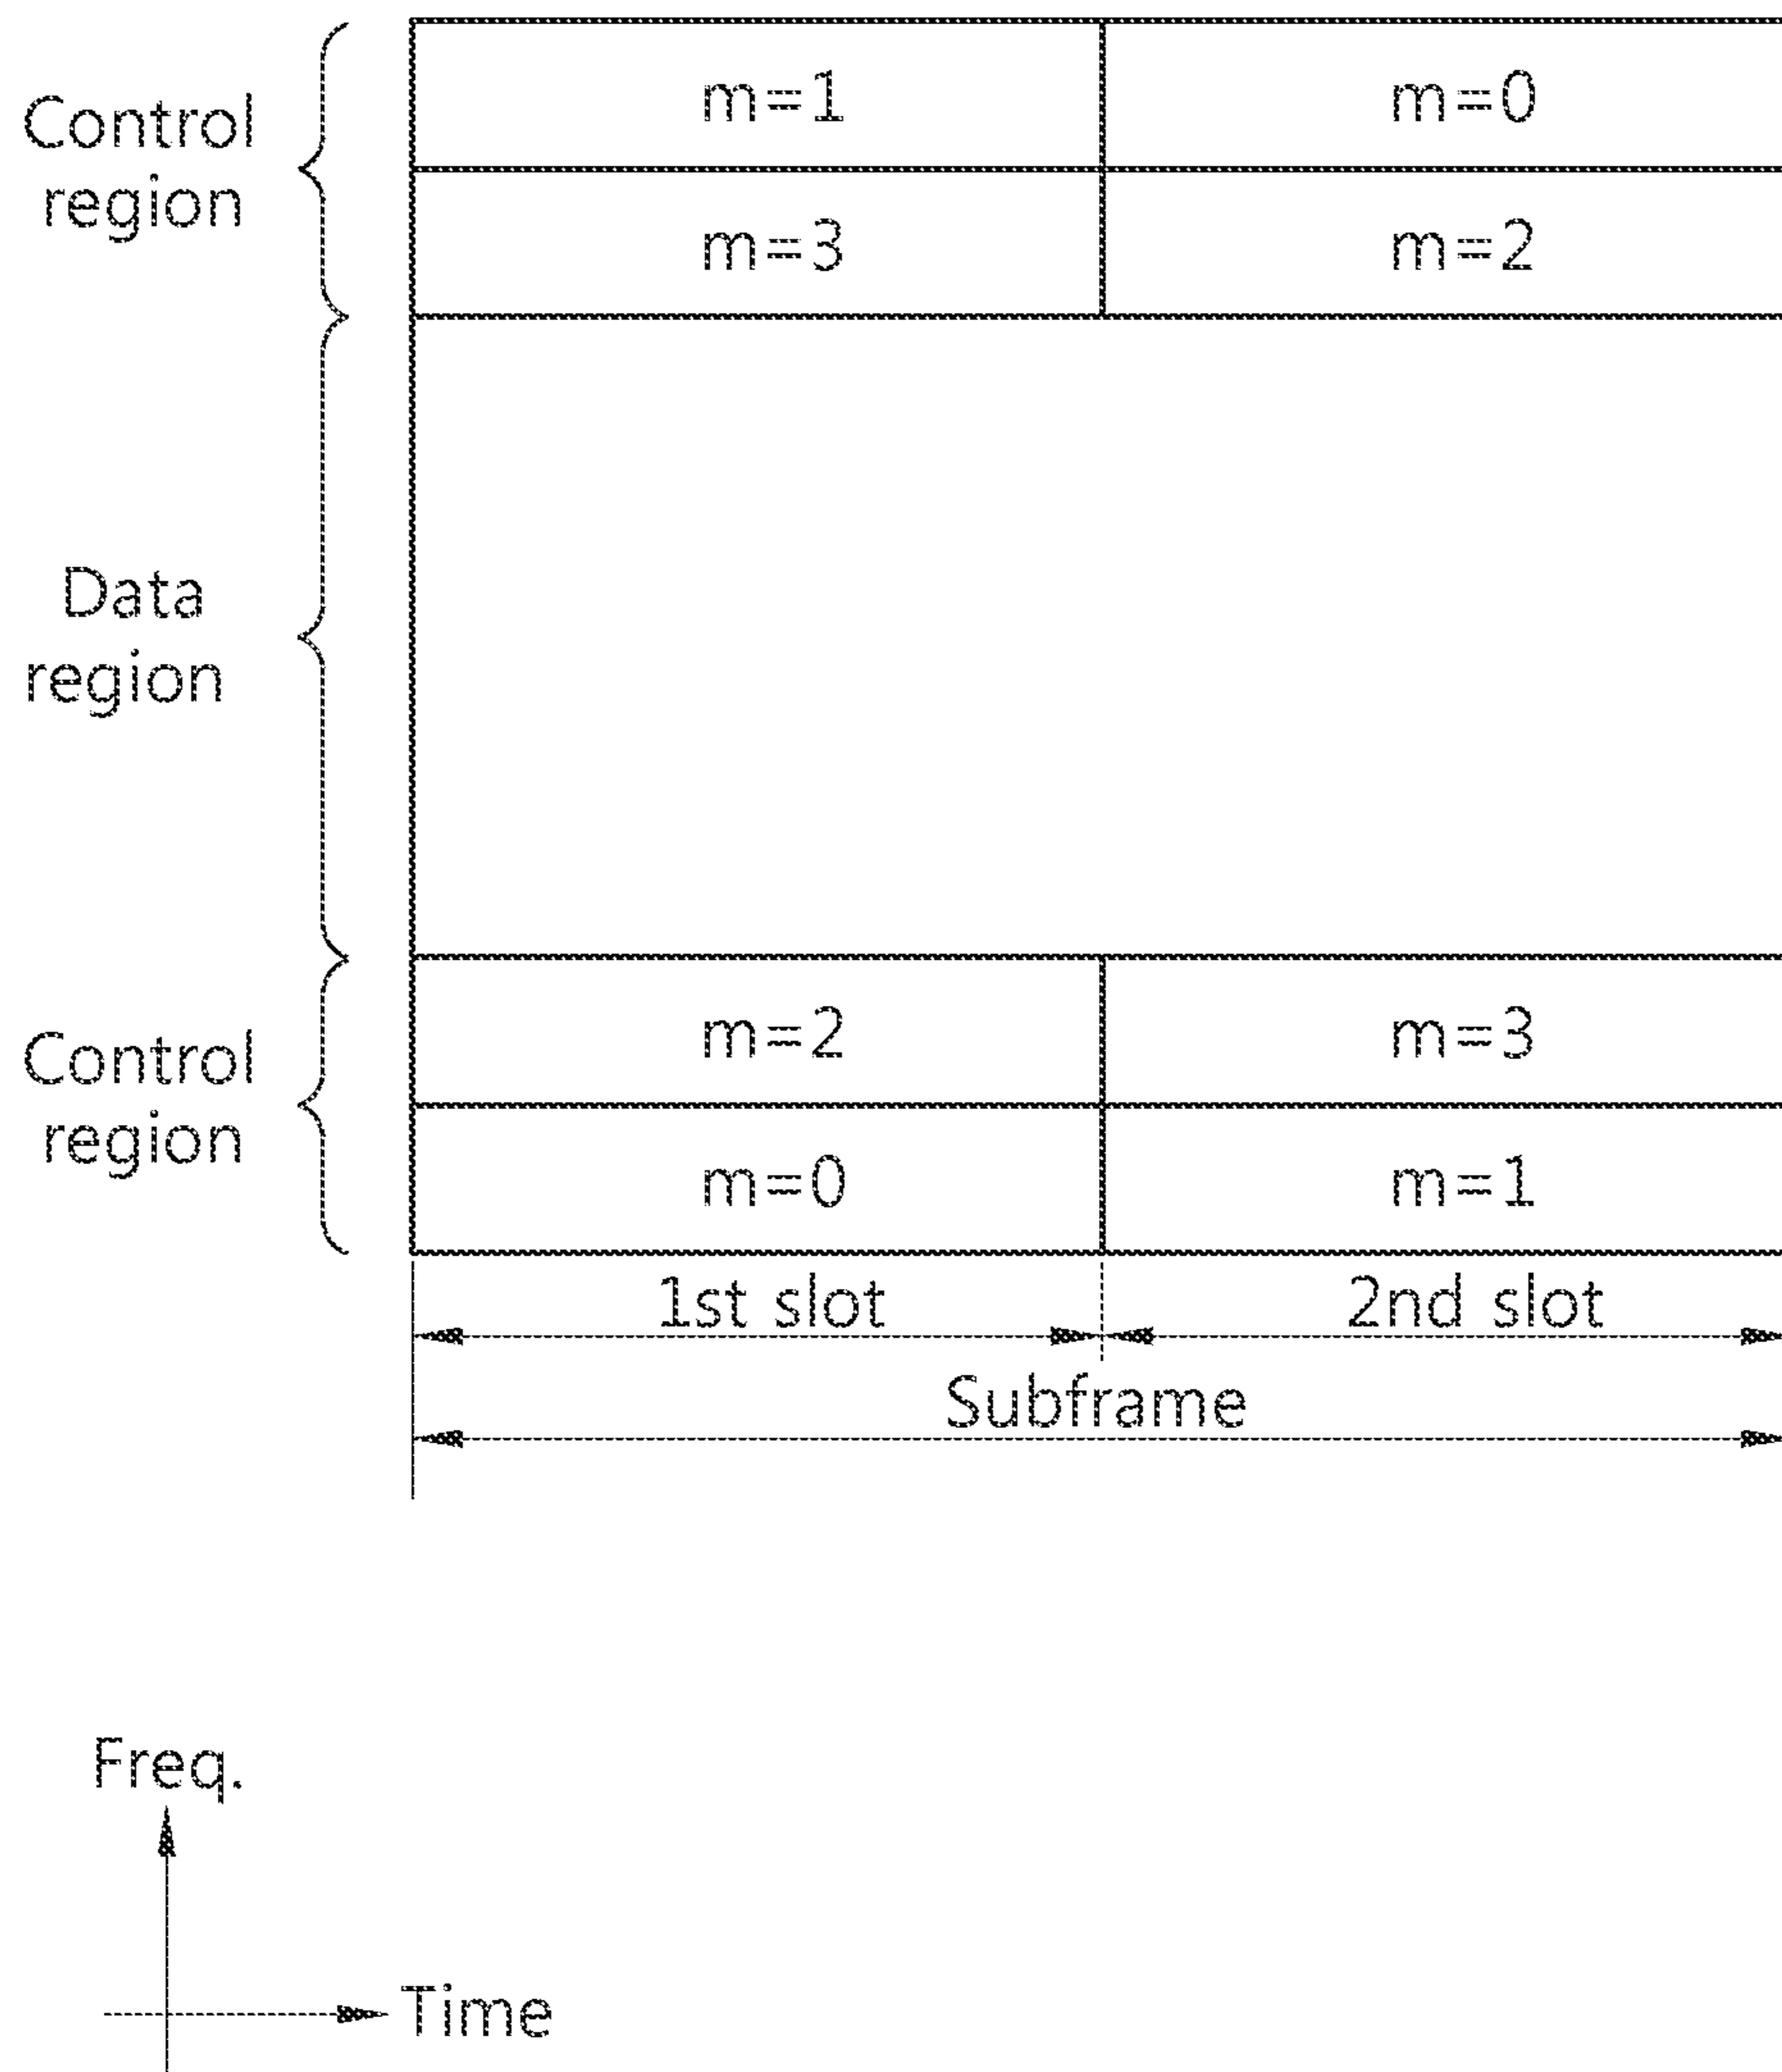 Control
region
m=1
m=0
m=3
m=2
Data
region
Control
region
m=2
m=3
m=0
m=1
1st slot
2nd slot
Subframe
Freq.
Time